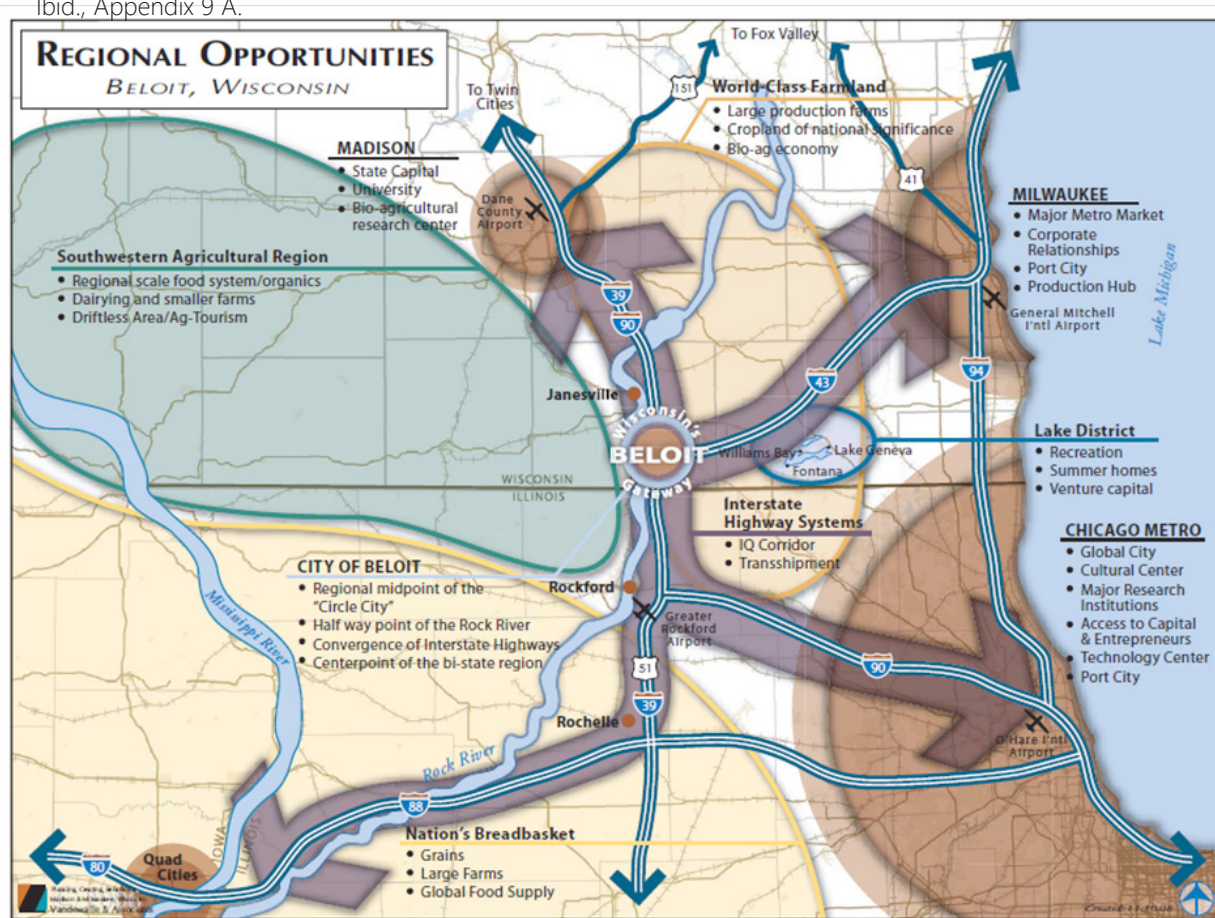 Ibid., Appendix 9 A.
REGIONAL OPPORTUNITIES
BELOIT, WISCONSIN
To Fox Valley
To Twin
Cities
151
World-Class Farmland
• Large production farms
• Cropland of national significance
• Bio-ag economy
MADISON
• State Capital
• University
• Bio-agricultural
research center
Dane
County
Airport
41
MILWAUKEE
• Major Metro Market
• Corporate
Relationships
• Port City
• Production Hub
General Mitchell
I'ntl Airport
Lake Michigan
Southwestern Agricultural Region
• Regional scale food system/organics
• Dairying and smaller farms
• Driftless Area/Ag-Tourism
39
90
43
94
Janesville
Wisconsin's
BELOIT
Gateway
Williams Bay
Lake Geneva
Fontana
Lake District
• Recreation
• Summer homes
• Venture capital
WISCONSIN
ILLINOIS
Interstate
Highway Systems
• IQ Corridor
• Transshipment
CHICAGO METRO
• Global City
• Cultural Center
• Major Research
Institutions
• Access to Capital
& Entrepreneurs
• Technology Center
• Port City
CITY OF BELOIT
• Regional midpoint of the
"Circle City"
• Half way point of the Rock River
• Convergence of Interstate Highways
• Centerpoint of the bi-state region
Mississippi River
Rockford
Greater
Rockford
Airport
51
90
39
Rochelle
O'Hare I'ntl
Airport
Rock River
88
Nation's Breadbasket
• Grains
• Large Farms
• Global Food Supply
IOWA
ILLINOIS
Quad
Cities
80
Vandewalle & Associates
Created: 11.10.08